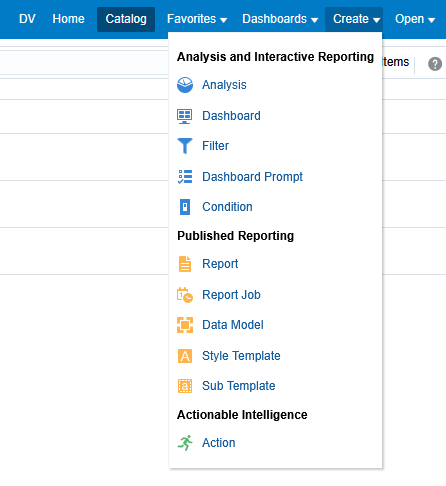 DV Home Catalog Favorites Dashboards Create Open
Analysis and Interactive Reporting
tems ?
Analysis
Dashboard
Filter
Dashboard Prompt
Condition
Published Reporting
Report
Report Job
Data Model
Style Template
Sub Template
Actionable Intelligence
Action